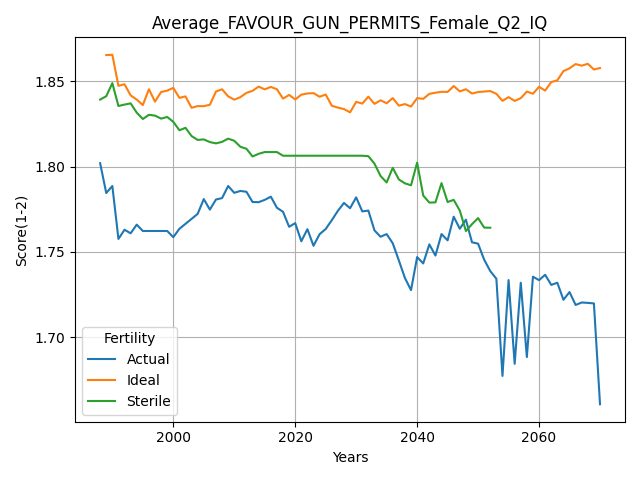 Average_FAVOUR_GUN_PERMITS_Female_Q2_IQ
Score(1-2)
1.85
1.80
1.75
1.70
Fertility
Actual
Ideal
Sterile
2000
2020
2040
2060
Years